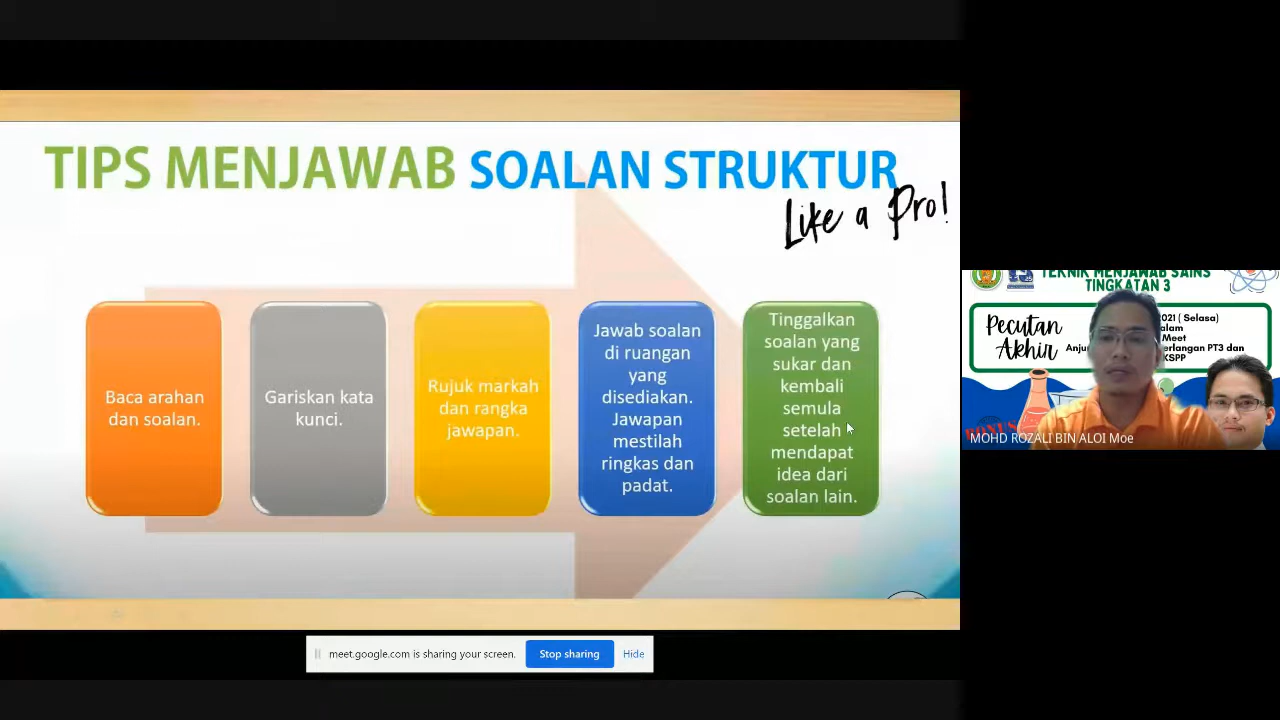 TIPS MENJAWAB SOALAN STRUKTUR
Like a Pro!
Baca arahan
dan soalan.
Gariskan kata
kunci.
Rujuk markah
dan rangka
jawapan.
Jawab soalan
di ruangan
yang
disediakan.
Jawapan
mestilah
ringkas dan
padat.
Tinggalkan
soalan yang
sukar dan
kembali
semula
setelah
mendapat
idea dari
soalan lain.
TEKNIK MENJAWAB SAINS
TINGKATAN 3
Pecutan
Akhir
2021 ( Selasa)
Meet
PT3 dan
KSPP
MOHD ROZALI BIN ALOI Moe
meet.google.com is sharing your screen.
Stop sharing
Hide